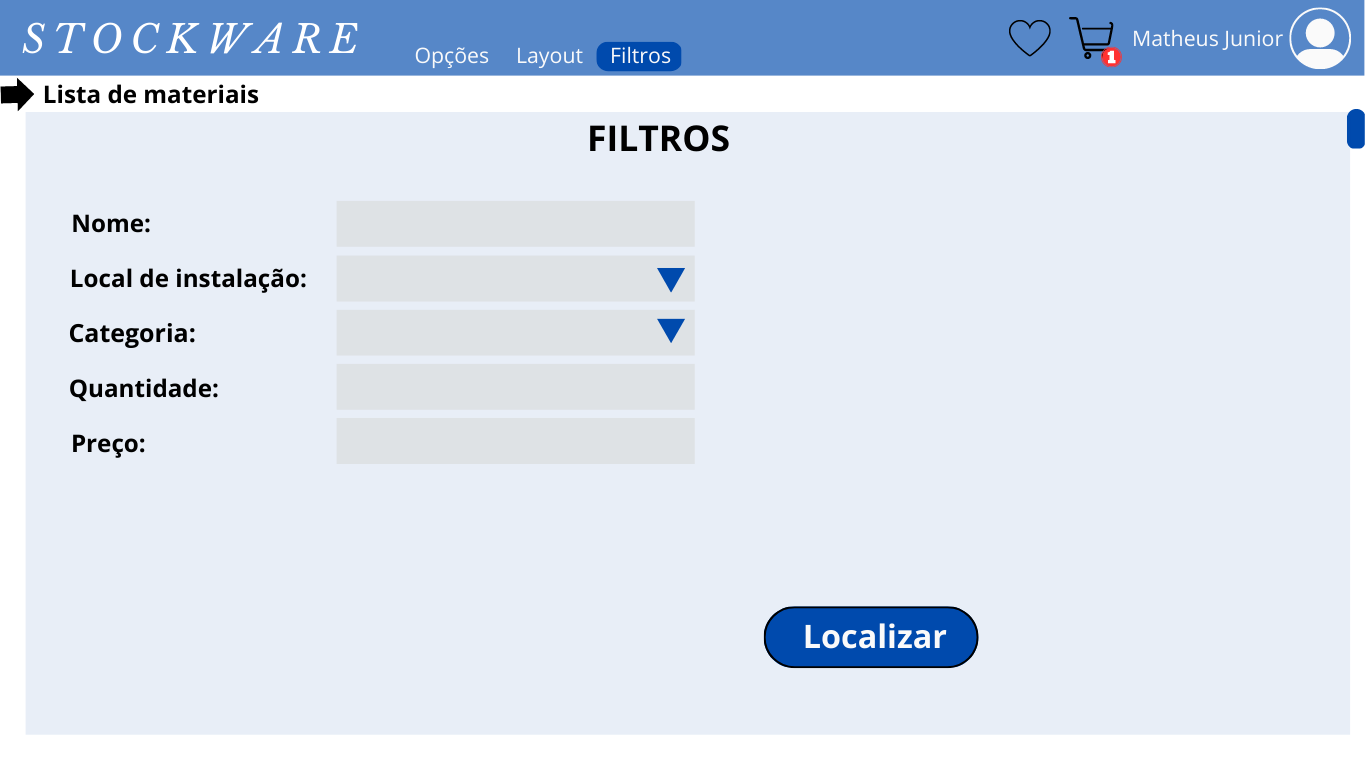 STOCKWARE
Opções Layout Filtros
1
Matheus Junior
Lista de materiais
FILTROS
Nome:
Local de instalação:
Categoria:
Quantidade:
Preço:
Localizar